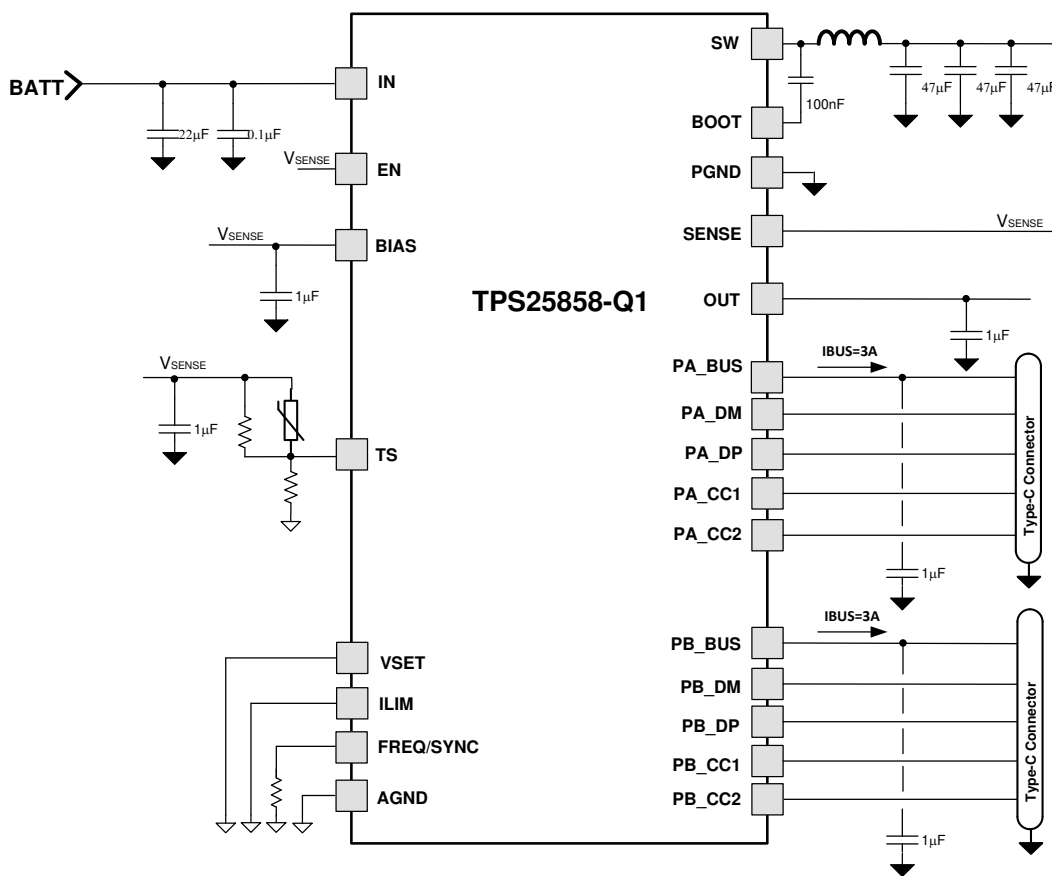 BATT
22µF
0.1µF
IN
VSENSE
EN
VSENSE
BIAS
1µF
VSENSE
1µF
TS
VSET
ILIM
FREQ/SYNC
AGND
TPS25858-Q1
SW
100nF
47µF
47µF
47µF
BOOT
PGND
SENSE
VSENSE
OUT
1µF
PA_BUS
IBUS=3A
PA_DM
PA_DP
PA_CC1
PA_CC2
1µF
Type-C Connector
PB_BUS
IBUS=3A
PB_DM
PB_DP
PB_CC1
PB_CC2
1µF
Type-C Connector